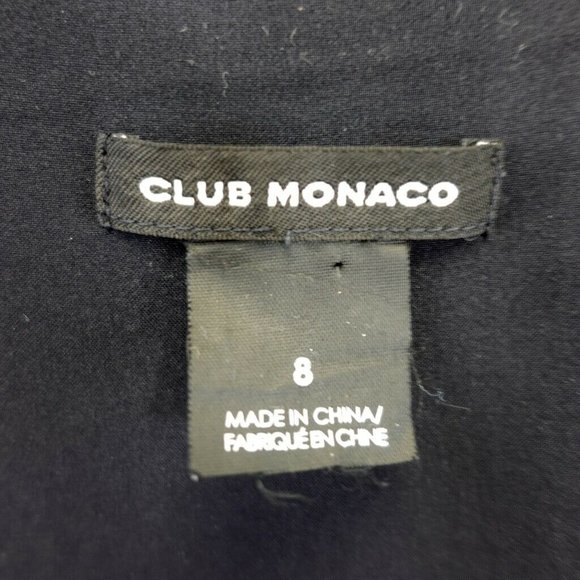 CLUB MONACO
8
MADE IN CHINA/
FABRIQUÉ EN CHINE